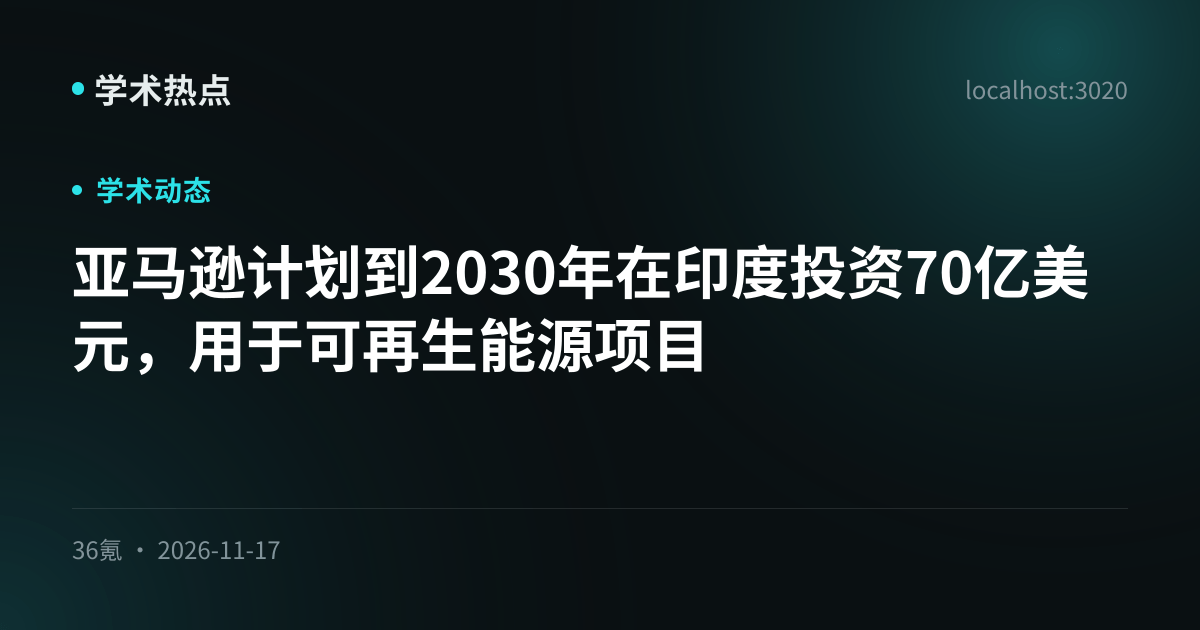 学术热点
localhost:3020
学术动态
亚马逊计划到2030年在印度投资70亿美
元，用于可再生能源项目
36氪 · 2026-11-17